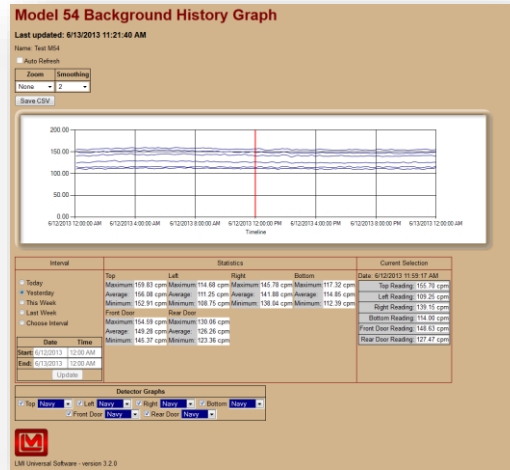 Model 54 Background History Graph
Last updated: 6/13/2013 11:21:40 AM
Name: Test M54
Auto Refresh
Zoom Smoothing
None 2
Save CSV
200.00
150.00
100.00
50.00
0.00
6/12/2013 12:00:00 AM 6/12/2013 4:00:00 AM 6/12/2013 8:00:00 AM 6/12/2013 12:00:00 PM 6/12/2013 4:00:00 PM 6/12/2013 8:00:00 PM 6/13/2013 12:00:00 AM
Timeline
Interval Statistics Current Selection
Today
Yesterday
This Week
Last Week
Choose Interval
Date Time
Start: 6/12/2013 12:00 AM
End: 6/13/2013 12:00 AM
Update
Top Left Right Bottom
Maximum: 159.83 cpm Maximum: 114.68 cpm Maximum: 145.78 cpm Maximum: 117.32 cpm
Average: 156.08 cpm Average: 111.25 cpm Average: 141.88 cpm Average: 114.85 cpm
Minimum: 152.91 cpm Minimum: 108.75 cpm Minimum: 138.04 cpm Minimum: 112.39 cpm
Front Door Rear Door
Maximum: 154.59 cpm Maximum: 130.06 cpm
Average: 149.28 cpm Average: 126.26 cpm
Minimum: 145.37 cpm Minimum: 123.36 cpm
Date: 6/12/2013 11:59:17 AM
Top Reading: 155.70 cpm
Left Reading: 109.25 cpm
Right Reading: 139.15 cpm
Bottom Reading: 114.00 cpm
Front Door Reading: 148.63 cpm
Rear Door Reading: 127.47 cpm
Detector Graphs
Top Navy Left Navy Right Navy Bottom Navy
Front Door Navy Rear Door Navy
LMI Universal Software - version 3.2.0